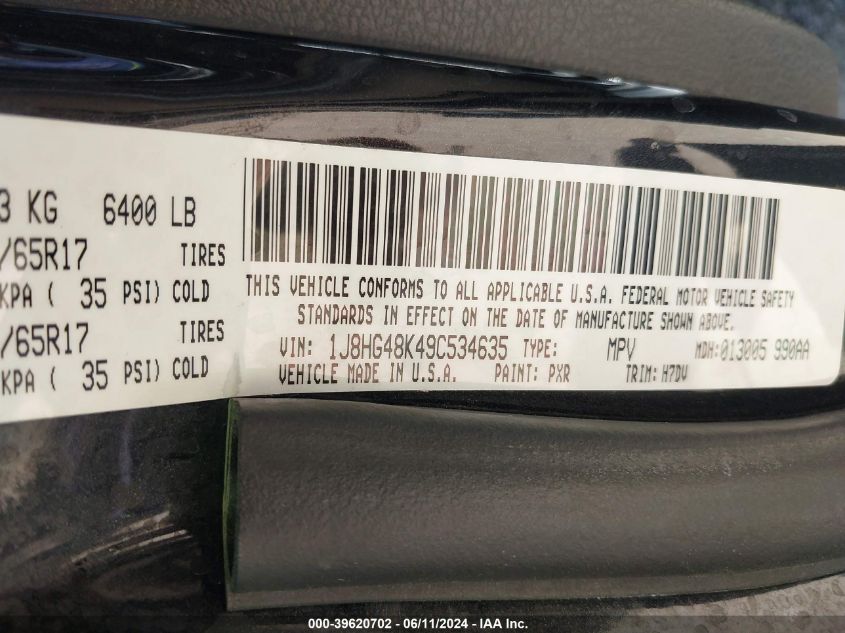 3 KG 6400 LB
/65R17 TIRES
KPA ( 35 PSI) COLD
/65R17 TIRES
KPA ( 35 PSI) COLD
THIS VEHICLE CONFORMS TO ALL APPLICABLE U.S.A. FEDERAL MOTOR VEHICLE SAFETY
STANDARDS IN EFFECT ON THE DATE OF MANUFACTURE SHOWN ABOVE.
VIN: 1J8HG48K49C534635 TYPE: MPV MDH:013005 990AA
VEHICLE MADE IN U.S.A. PAINT: PXR TRIM: H7DV
000-39620702 - 06/11/2024 - IAA Inc.